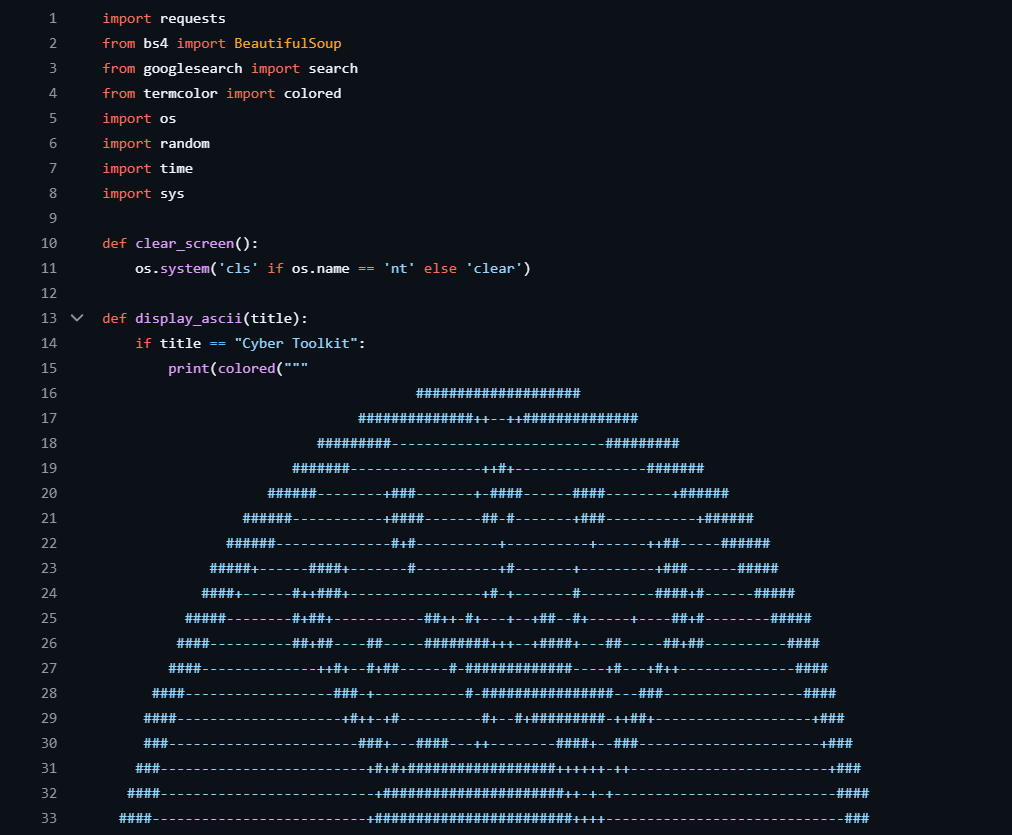 1 import requests
2 from bs4 import BeautifulSoup
3 from googlesearch import search
4 from termcolor import colored
5 import os
6 import random
7 import time
8 import sys
9
10 def clear_screen():
11     os.system('cls' if os.name == 'nt' else 'clear')
12
13 def display_ascii(title):
14     if title == "Cyber Toolkit":
15         print(colored("""
16                                       ####################
17                                ##############++--++##############
18                           #########--------------------------#########
19                        #######----------------++#+----------------#######
20                     ######--------+###-------+-####------####--------+######
21                  ######-----------+####-------##-#-------+###-----------+######
22                ######--------------#+#----------+----------+------++##-----######
23              #####+------####+-------#----------+#-------+---------+###------#####
24             ####+------#++###+----------------+#-+-------#---------####+#------#####
25           #####--------#+##+-----------##++-#+---+--+##--#+-----+----##+#--------#####
26          ####----------##+##----##-----########+++--+####+---##-----##+##----------####
27         ####--------------++#+--#+##------#-#############----+#---+#++--------------####
28       ####------------------###-+-----------#-################---###-----------------####
29      ####--------------------+#++-+#----------#+--#+#########-++##+-------------------+###
30      ###-----------------------###+---####---++--------####+--###----------------------+###
31     ###-------------------------+#+#+##################++++++-++------------------------+###
32    ####--------------------------+######################++-+-+---------------------------####
33   ####--------------------------+########################++++-----------------------------###